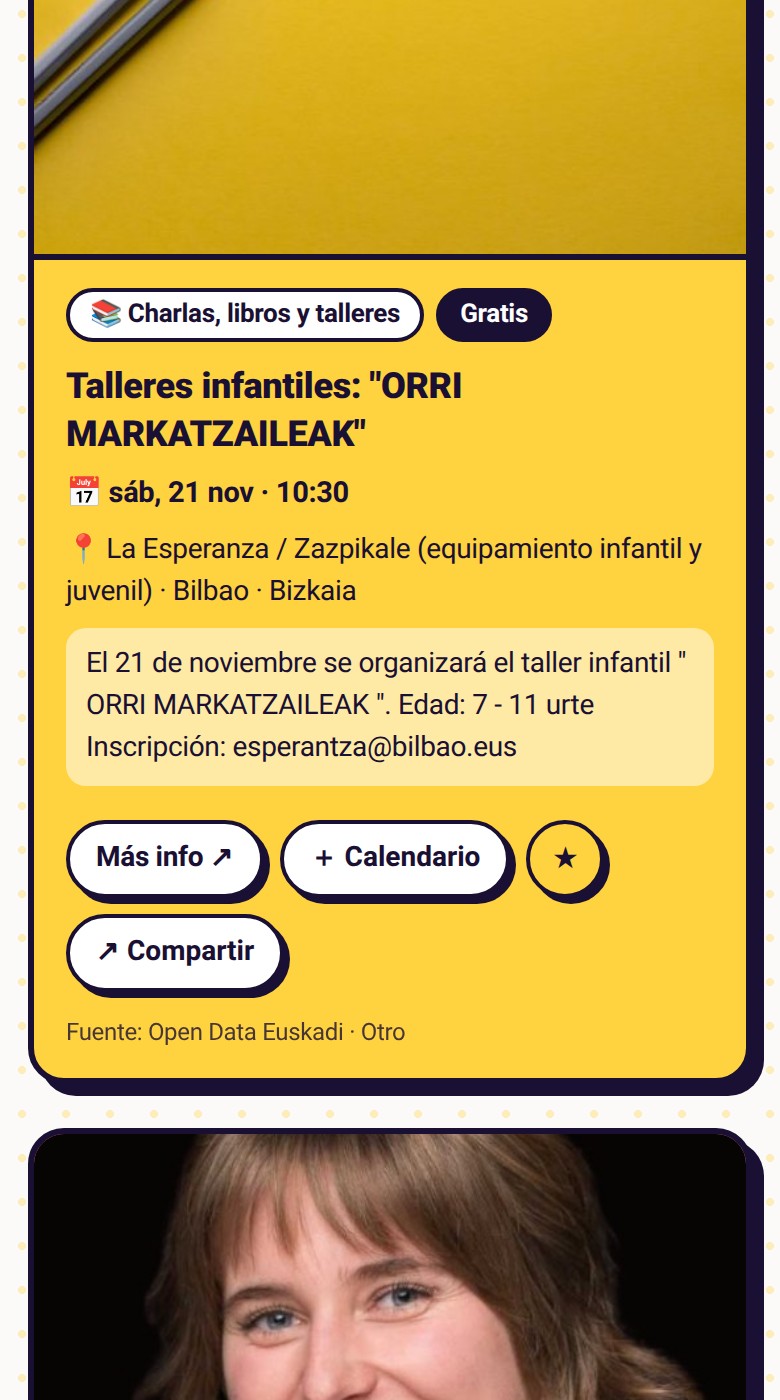 📚 Charlas, libros y talleres
Gratis
Talleres infantiles: "ORRI
MARKATZAILEAK"
📅 sáb, 21 nov · 10:30
📍 La Esperanza / Zazpikale (equipamiento infantil y
juvenil) · Bilbao · Bizkaia
El 21 de noviembre se organizará el taller infantil "
ORRI MARKATZAILEAK ". Edad: 7 - 11 urte
Inscripción: esperantza@bilbao.eus
Más info ↗
＋ Calendario
★
↗ Compartir
Fuente: Open Data Euskadi · Otro